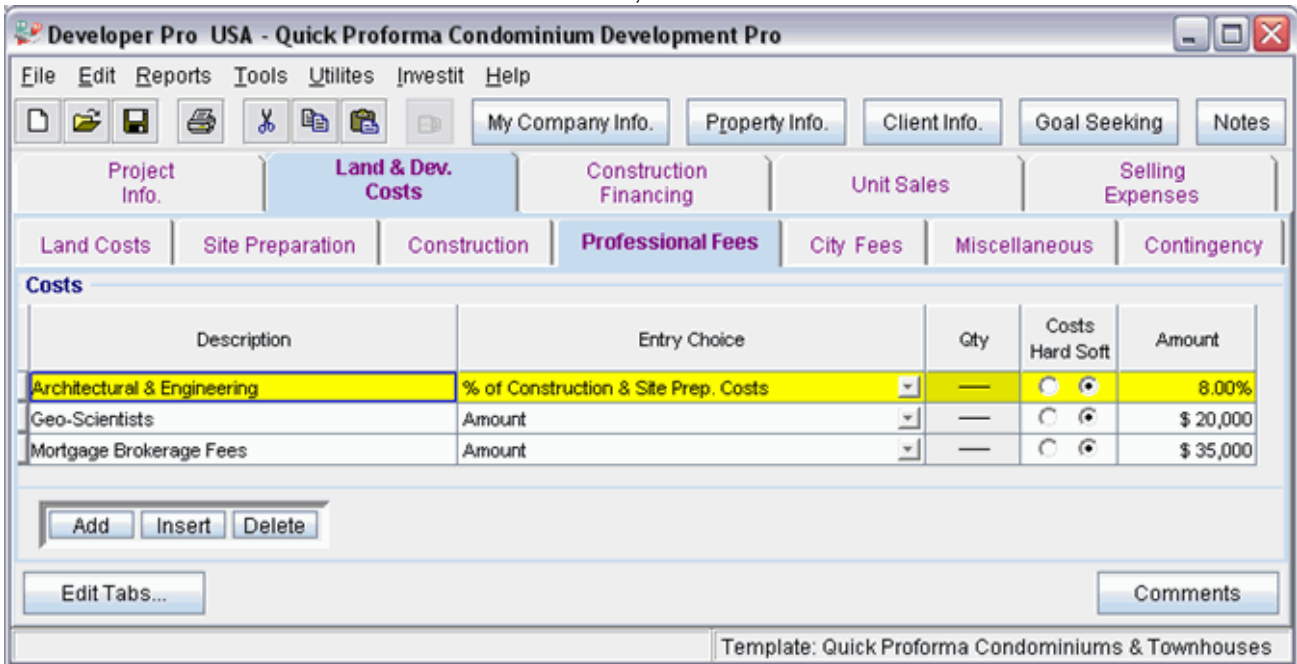 Developer Pro USA - Quick Proforma Condominium Development Pro
File Edit Reports Tools Utilites Investit Help
My Company Info. Property Info. Client Info. Goal Seeking Notes
Project Info. Land & Dev. Costs Construction Financing Unit Sales Selling Expenses
Land Costs Site Preparation Construction Professional Fees City Fees Miscellaneous Contingency
Costs
Description Entry Choice Qty Costs Hard Soft Amount
Architectural & Engineering % of Construction & Site Prep. Costs — 8.00%
Geo-Scientists Amount — $ 20,000
Mortgage Brokerage Fees Amount — $ 35,000
Add Insert Delete
Edit Tabs... Comments
Template: Quick Proforma Condominiums & Townhouses